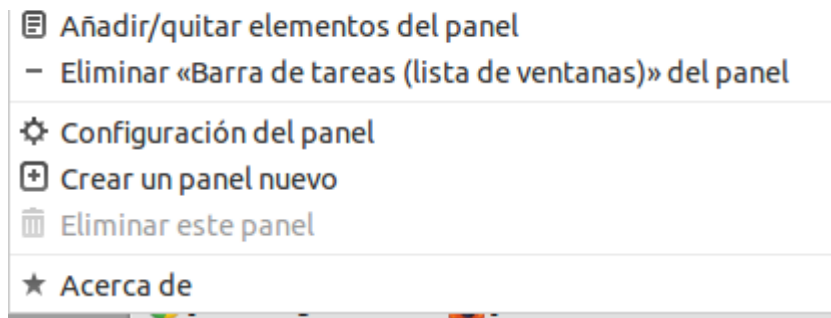 Añadir/quitar elementos del panel
Eliminar «Barra de tareas (lista de ventanas)» del panel
Configuración del panel
Crear un panel nuevo
Eliminar este panel
Acerca de